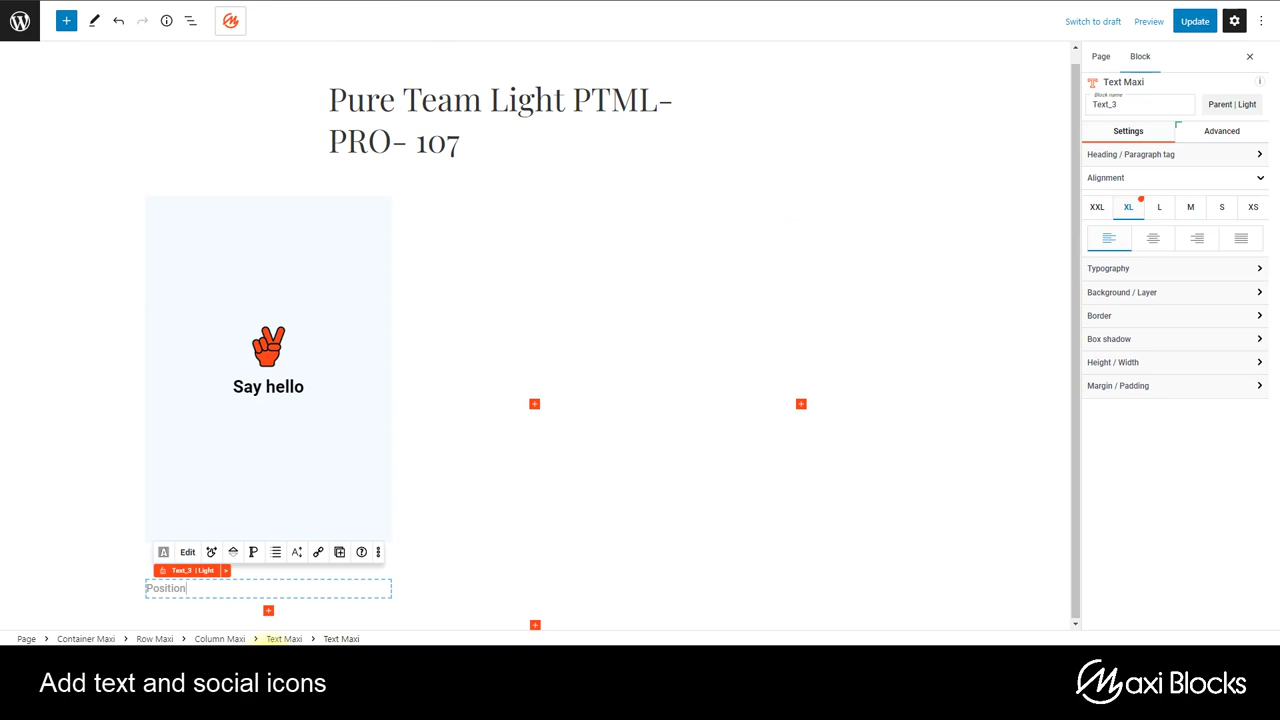 Switch to draft
Preview
Update
Page
Block
Text Maxi
Block name
Text_3
Parent | Light
Settings
Advanced
Heading / Paragraph tag
Alignment
XXL
XL
L
M
S
XS
Typography
Background / Layer
Border
Box shadow
Height / Width
Margin / Padding
Pure Team Light PTML-
PRO- 107
Say hello
Edit
Text_3 | Light >
Position
Page > Container Maxi > Row Maxi > Column Maxi > Text Maxi > Text Maxi
Add text and social icons
Maxi Blocks